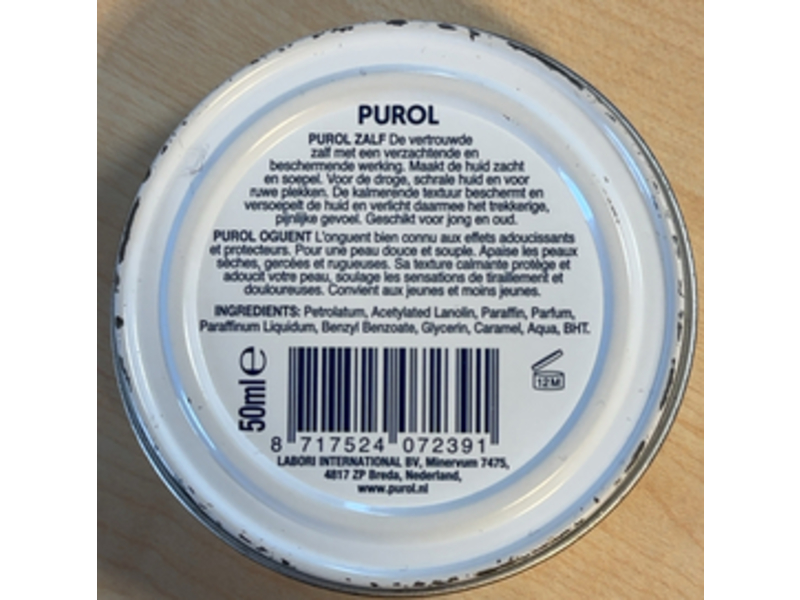 PUROL
PUROL ZALF De vertrouwde
zalf met een verzachtende en
beschermende werking. Maakt de huid zacht
en soepel. Voor de droge, schrale huid en voor
ruwe plekken. De kalmerende textuur beschermt en
versoepelt de huid en verlicht daarmee het trekkerige,
pijnlijke gevoel. Geschikt voor jong en oud.
PUROL OGUENT L'onguent bien connu aux effets adoucissants
et protecteurs. Pour une peau douce et souple. Apaise les peaux
sèches, gercées et rugueuses. Sa texture calmante protège et
adoucit votre peau, soulage les sensations de tiraillement et
douloureuses. Convient aux jeunes et moins jeunes.
INGREDIENTS: Petrolatum, Acetylated Lanolin, Paraffin, Parfum,
Paraffinum Liquidum, Benzyl Benzoate, Glycerin, Caramel, Aqua, BHT.
50ml e
12 M
8 717524 072391
LABORI INTERNATIONAL BV, Minervum 7475,
4817 ZP Breda, Nederland,
www.purol.nl